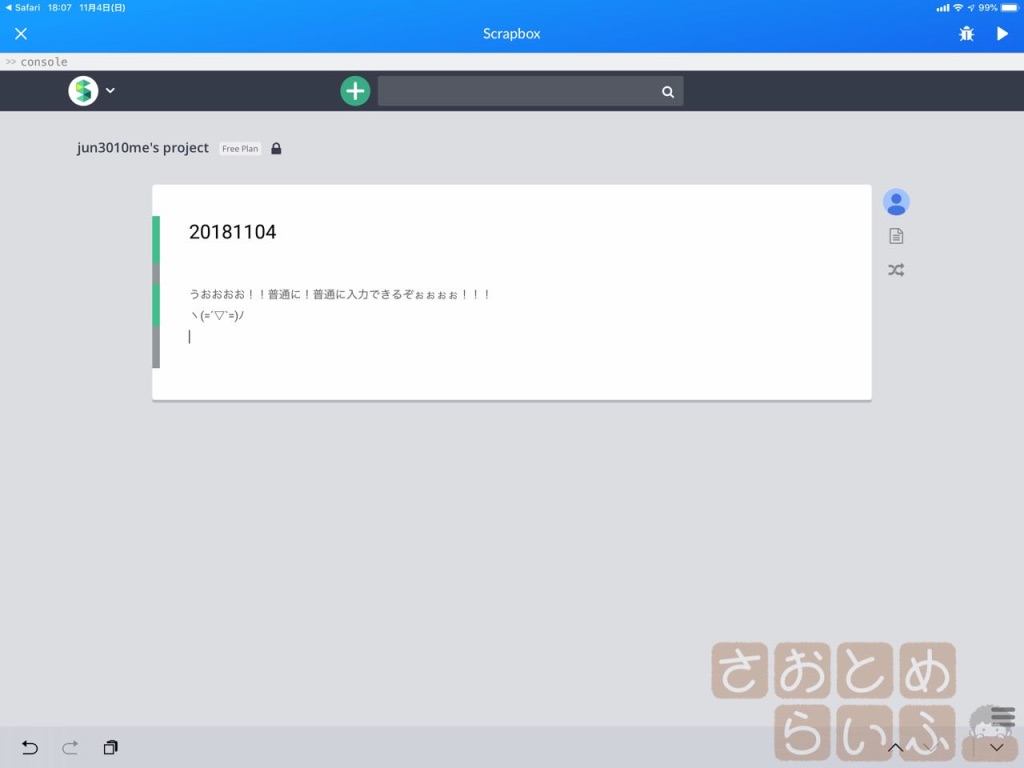 Safari 18:07 11月4日(日) 99%
Scrapbox
>> console
jun3010me's project Free Plan
20181104
うおおおお！！普通に！普通に入力できるぞぉぉぉぉ！！！
ヽ(=´▽`=)ﾉ
さおとめ
らいふ